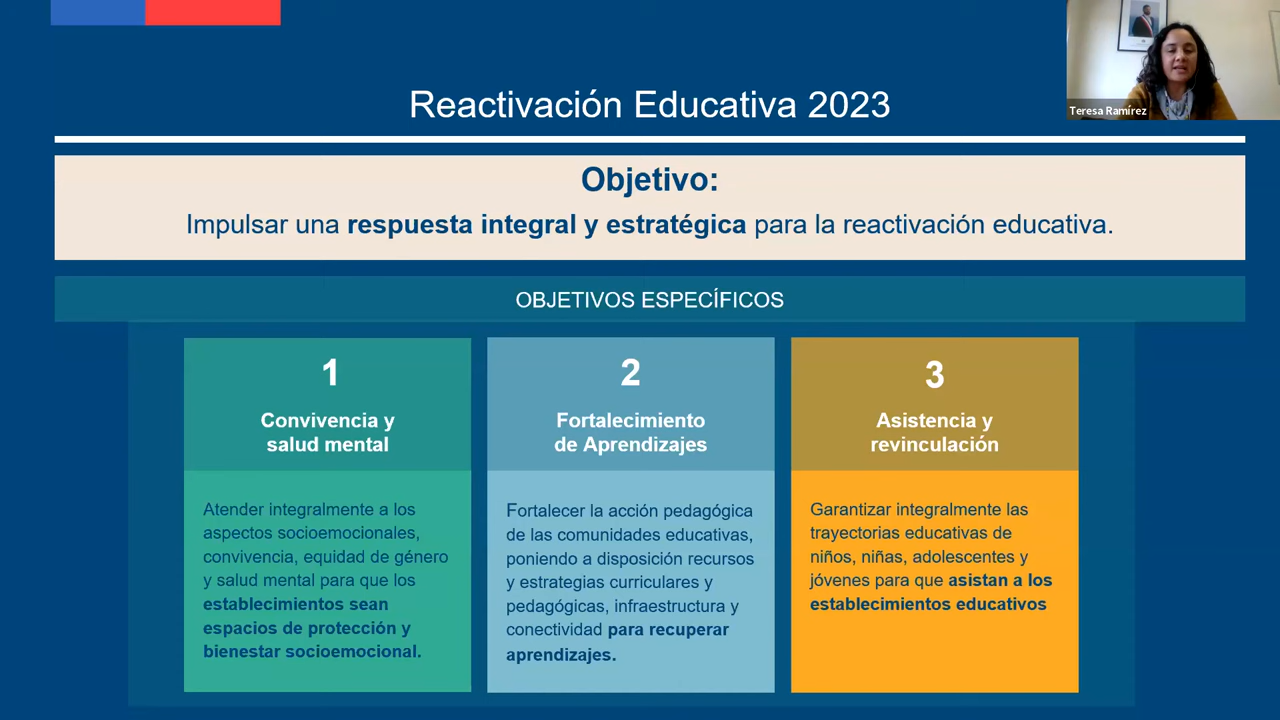 Reactivación Educativa 2023
Teresa Ramírez
Objetivo:
Impulsar una respuesta integral y estratégica para la reactivación educativa.
OBJETIVOS ESPECÍFICOS
1
Convivencia y
salud mental
Atender integralmente a los
aspectos socioemocionales,
convivencia, equidad de género
y salud mental para que los
establecimientos sean
espacios de protección y
bienestar socioemocional.
2
Fortalecimiento
de Aprendizajes
Fortalecer la acción pedagógica
de las comunidades educativas,
poniendo a disposición recursos
y estrategias curriculares y
pedagógicas, infraestructura y
conectividad para recuperar
aprendizajes.
3
Asistencia y
revinculación
Garantizar integralmente las
trayectorias educativas de
niños, niñas, adolescentes y
jóvenes para que asistan a los
establecimientos educativos